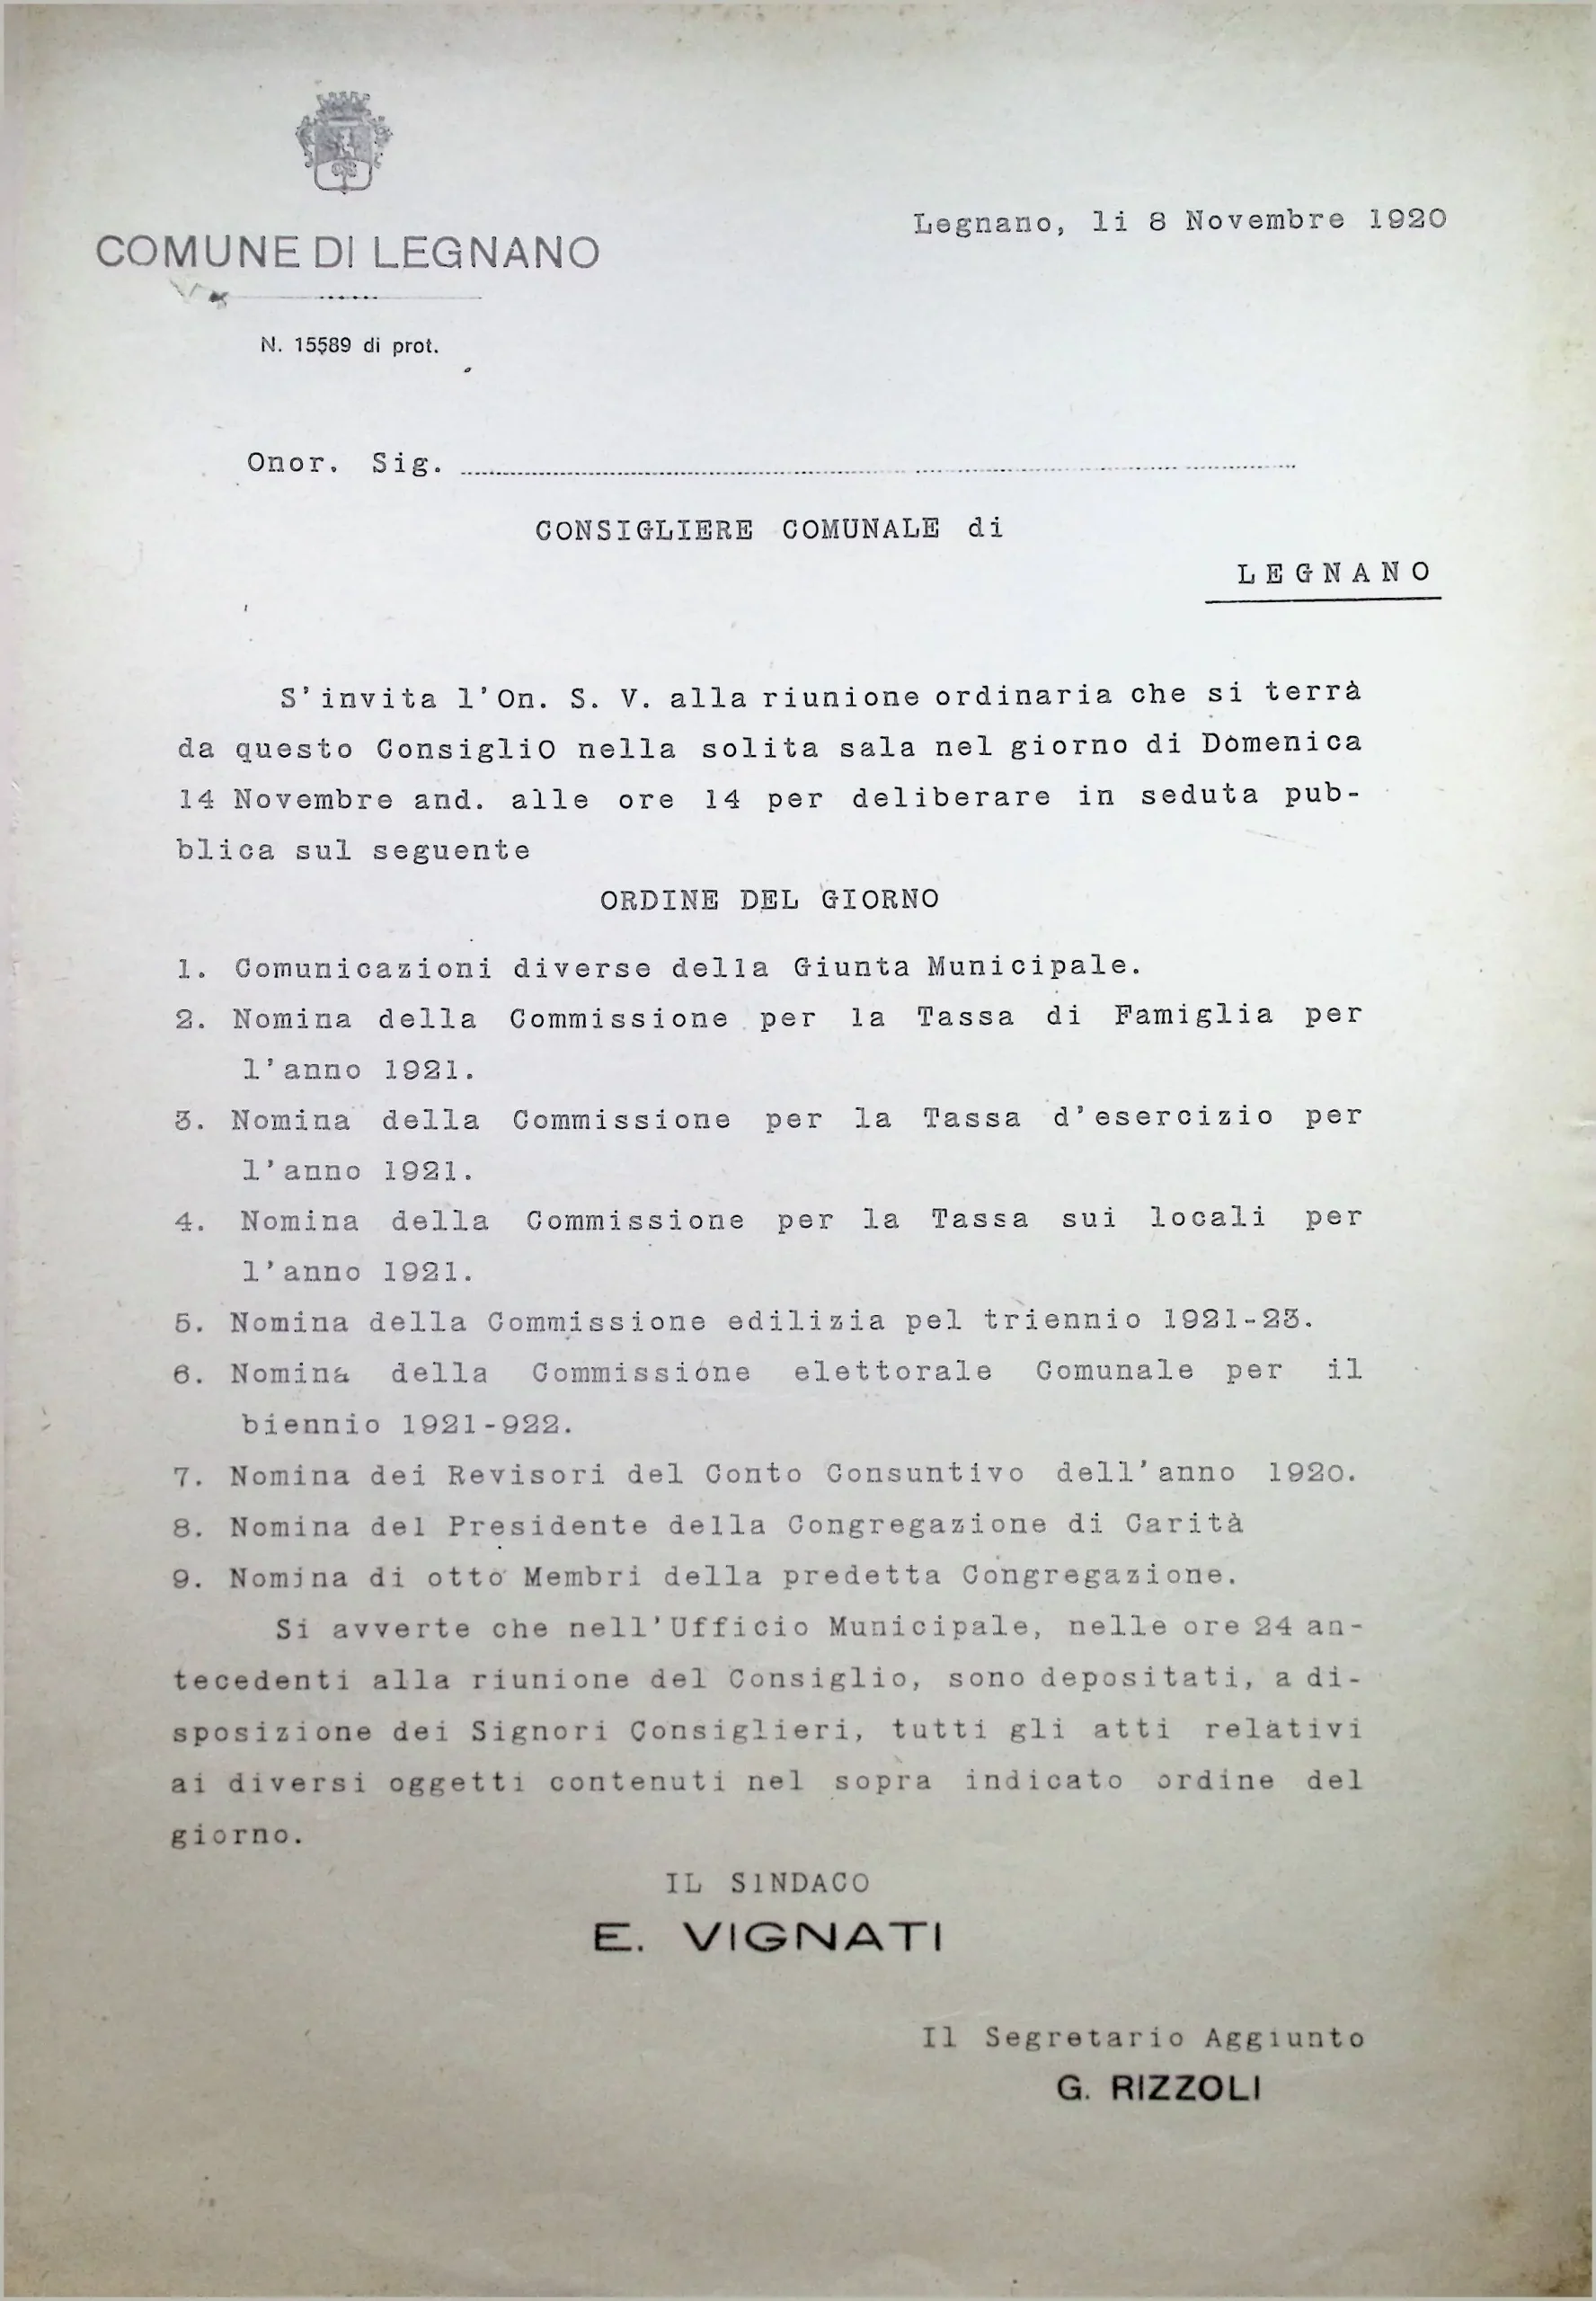 COMUNE DI LEGNANO
Legnano, li 8 Novembre 1920
N. 15589 di prot.
Onor. Sig.
CONSIGLIERE COMUNALE di
LEGNANO
S'invita l'On. S. V. alla riunione ordinaria che si terrà
da questo ConsigliO nella solita sala nel giorno di Domenica
14 Novembre and. alle ore 14 per deliberare in seduta pub-
blica sul seguente
ORDINE DEL GIORNO
1. Comunicazioni diverse della Giunta Municipale.
2. Nomina della Commissione per la Tassa di Famiglia per
l'anno 1921.
3. Nomina della Commissione per la Tassa d'esercizio per
l'anno 1921.
4. Nomina della Commissione per la Tassa sui locali per
l'anno 1921.
5. Nomina della Commissione edilizia pel triennio 1921-23.
6. Nomina della Commissione elettorale Comunale per il
biennio 1921-922.
7. Nomina dei Revisori del Conto Consuntivo dell'anno 1920.
8. Nomina del Presidente della Congregazione di Carità
9. Nomina di otto Membri della predetta Congregazione.
Si avverte che nell'Ufficio Municipale, nelle ore 24 an-
tecedenti alla riunione del Consiglio, sono depositati, a di-
sposizione dei Signori Consiglieri, tutti gli atti relativi
ai diversi oggetti contenuti nel sopra indicato ordine del
giorno.
IL SINDACO
E. VIGNATI
Il Segretario Aggiunto
G. RIZZOLI